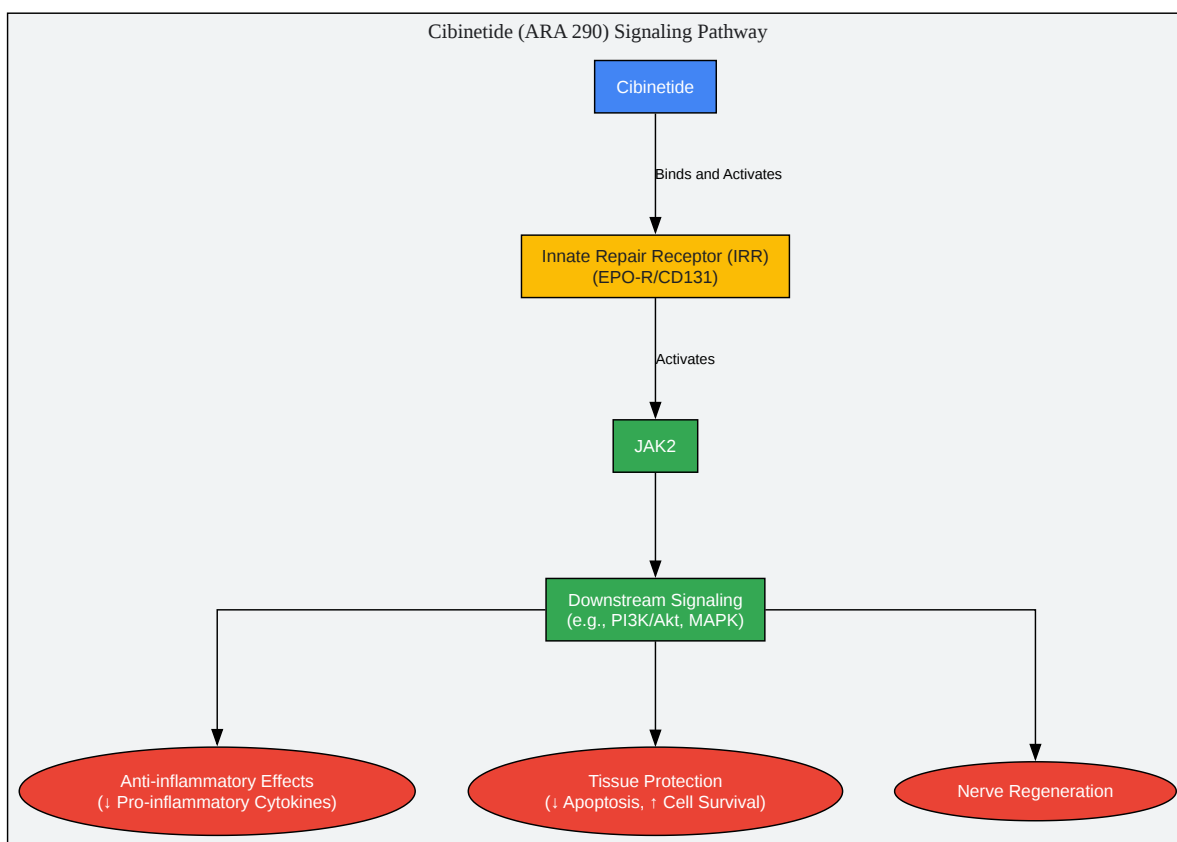 Cibinetide (ARA 290) Signaling Pathway
Cibinetide
Binds and Activates
Innate Repair Receptor (IRR)
(EPO-R/CD131)
Activates
JAK2
Downstream Signaling
(e.g., PI3K/Akt, MAPK)
Anti-inflammatory Effects
(↓ Pro-inflammatory Cytokines)
Tissue Protection
(↓ Apoptosis, ↑ Cell Survival)
Nerve Regeneration